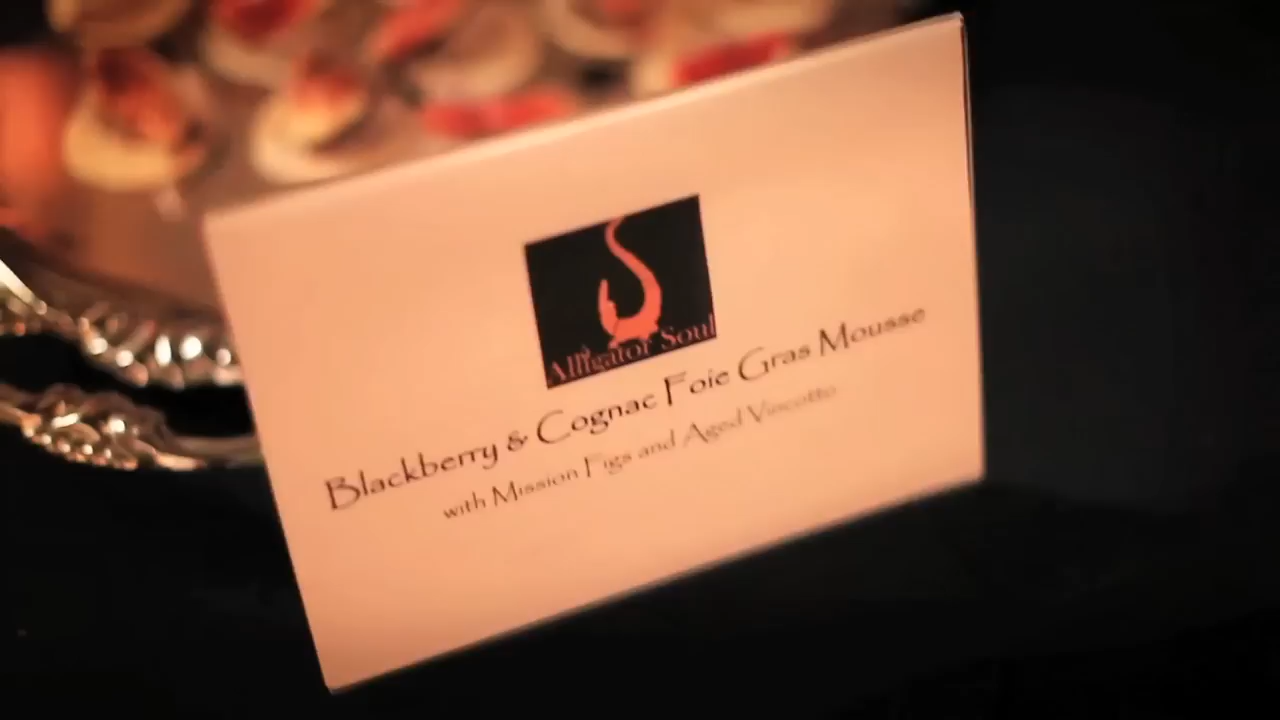 Alligator Soul
Blackberry & Cognac Foie Gras Mousse
with Mission Figs and Aged Vincotto